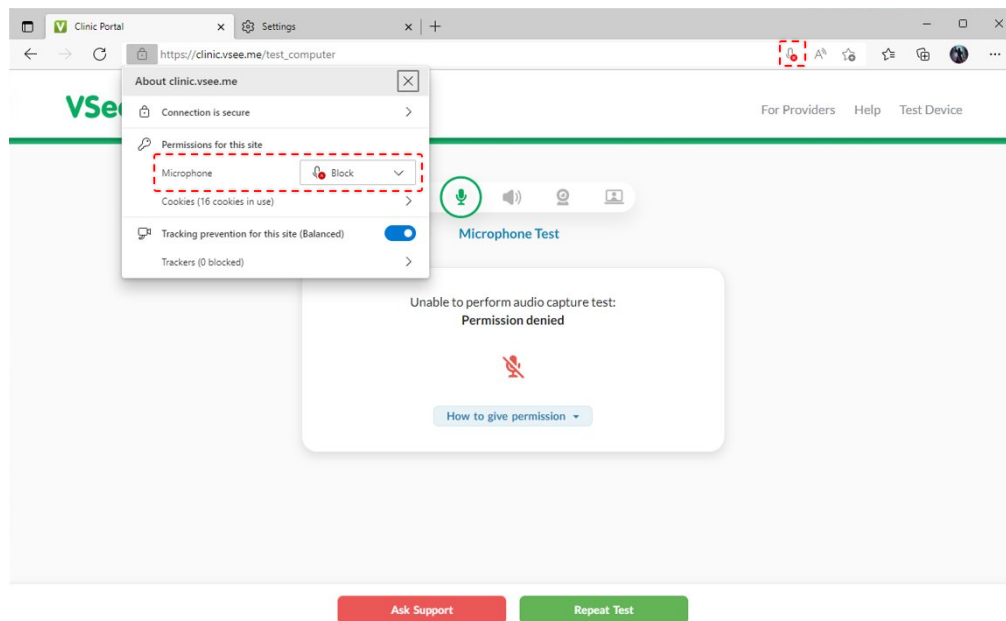 Clinic Portal
Settings
https://clinic.vsee.me/test_computer
About clinic.vsee.me
Connection is secure
Permissions for this site
Microphone Block
Cookies (16 cookies in use)
Tracking prevention for this site (Balanced)
Trackers (0 blocked)
VSee
For Providers Help Test Device
Microphone Test
Unable to perform audio capture test:
Permission denied
How to give permission
Ask Support Repeat Test